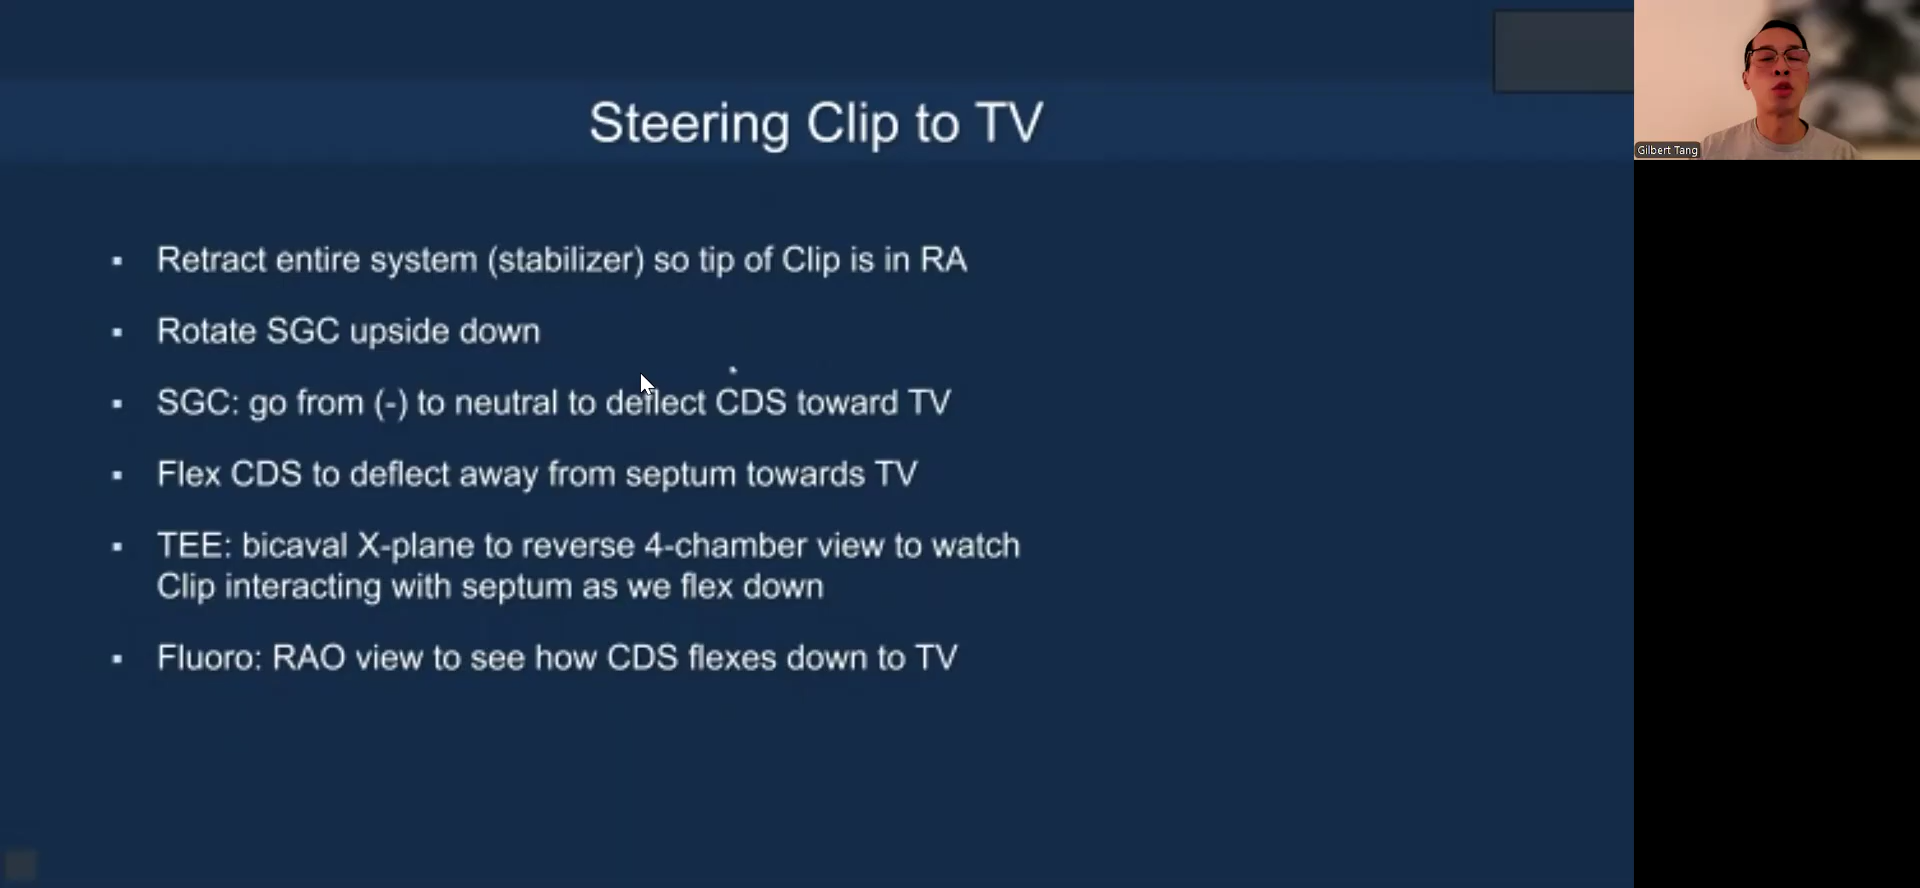 Steering Clip to TV
▪ Retract entire system (stabilizer) so tip of Clip is in RA
▪ Rotate SGC upside down
▪ SGC: go from (-) to neutral to deflect CDS toward TV
▪ Flex CDS to deflect away from septum towards TV
▪ TEE: bicaval X-plane to reverse 4-chamber view to watch
Clip interacting with septum as we flex down
▪ Fluoro: RAO view to see how CDS flexes down to TV
Gilbert Tang